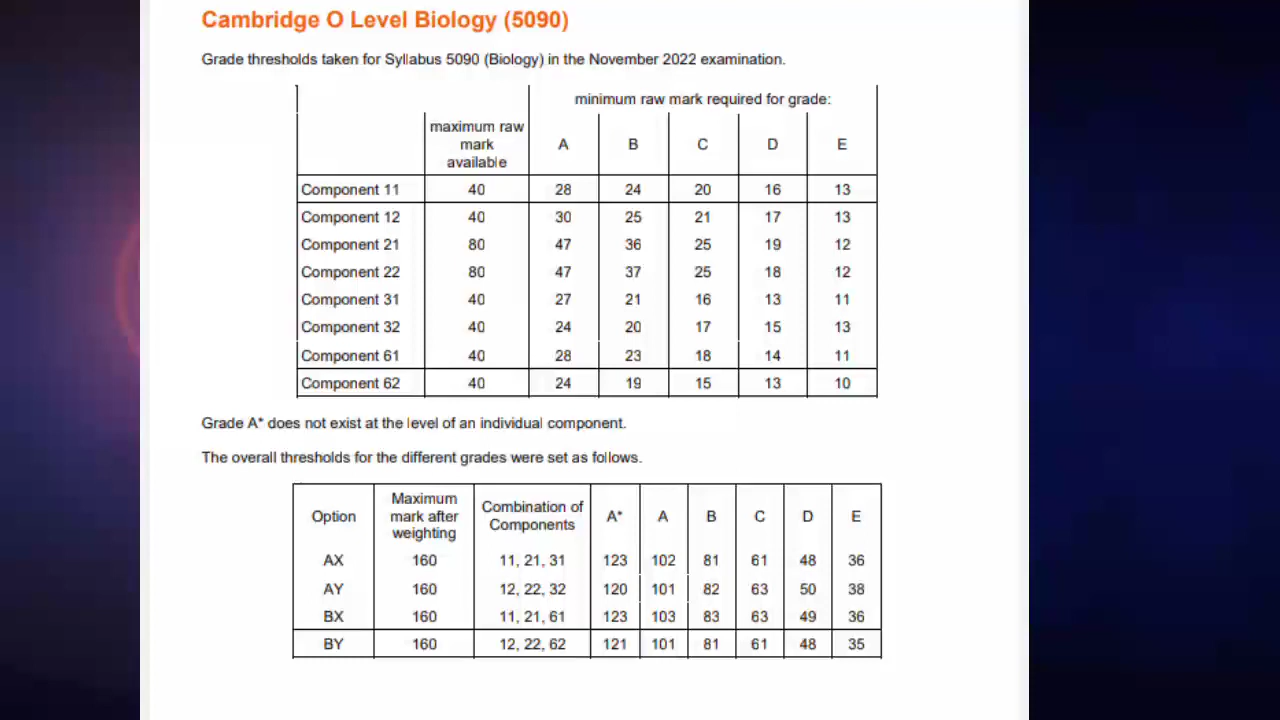 Cambridge O Level Biology (5090)
Grade thresholds taken for Syllabus 5090 (Biology) in the November 2022 examination.
minimum raw mark required for grade:
maximum raw
mark
available
A B C D E
Component 11 40 28 24 20 16 13
Component 12 40 30 25 21 17 13
Component 21 80 47 36 25 19 12
Component 22 80 47 37 25 18 12
Component 31 40 27 21 16 13 11
Component 32 40 24 20 17 15 13
Component 61 40 28 23 18 14 11
Component 62 40 24 19 15 13 10
Grade A* does not exist at the level of an individual component.
The overall thresholds for the different grades were set as follows.
Option
Maximum
mark after
weighting
Combination of
Components
A* A B C D E
AX 160 11, 21, 31 123 102 81 61 48 36
AY 160 12, 22, 32 120 101 82 63 50 38
BX 160 11, 21, 61 123 103 83 63 49 36
BY 160 12, 22, 62 121 101 81 61 48 35